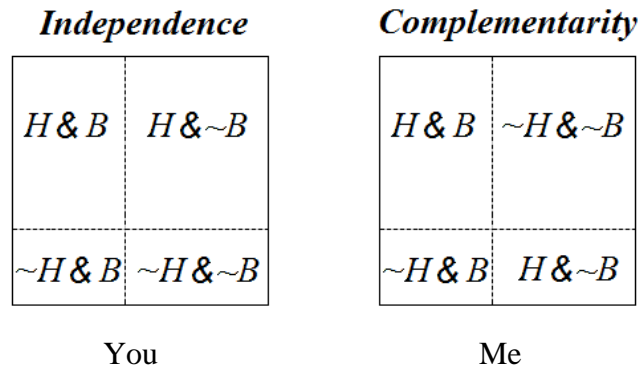 Independence Complementarity
H & B H & ~B H & B ~H & ~B
~H & B ~H & ~B ~H & B H & ~B
You Me